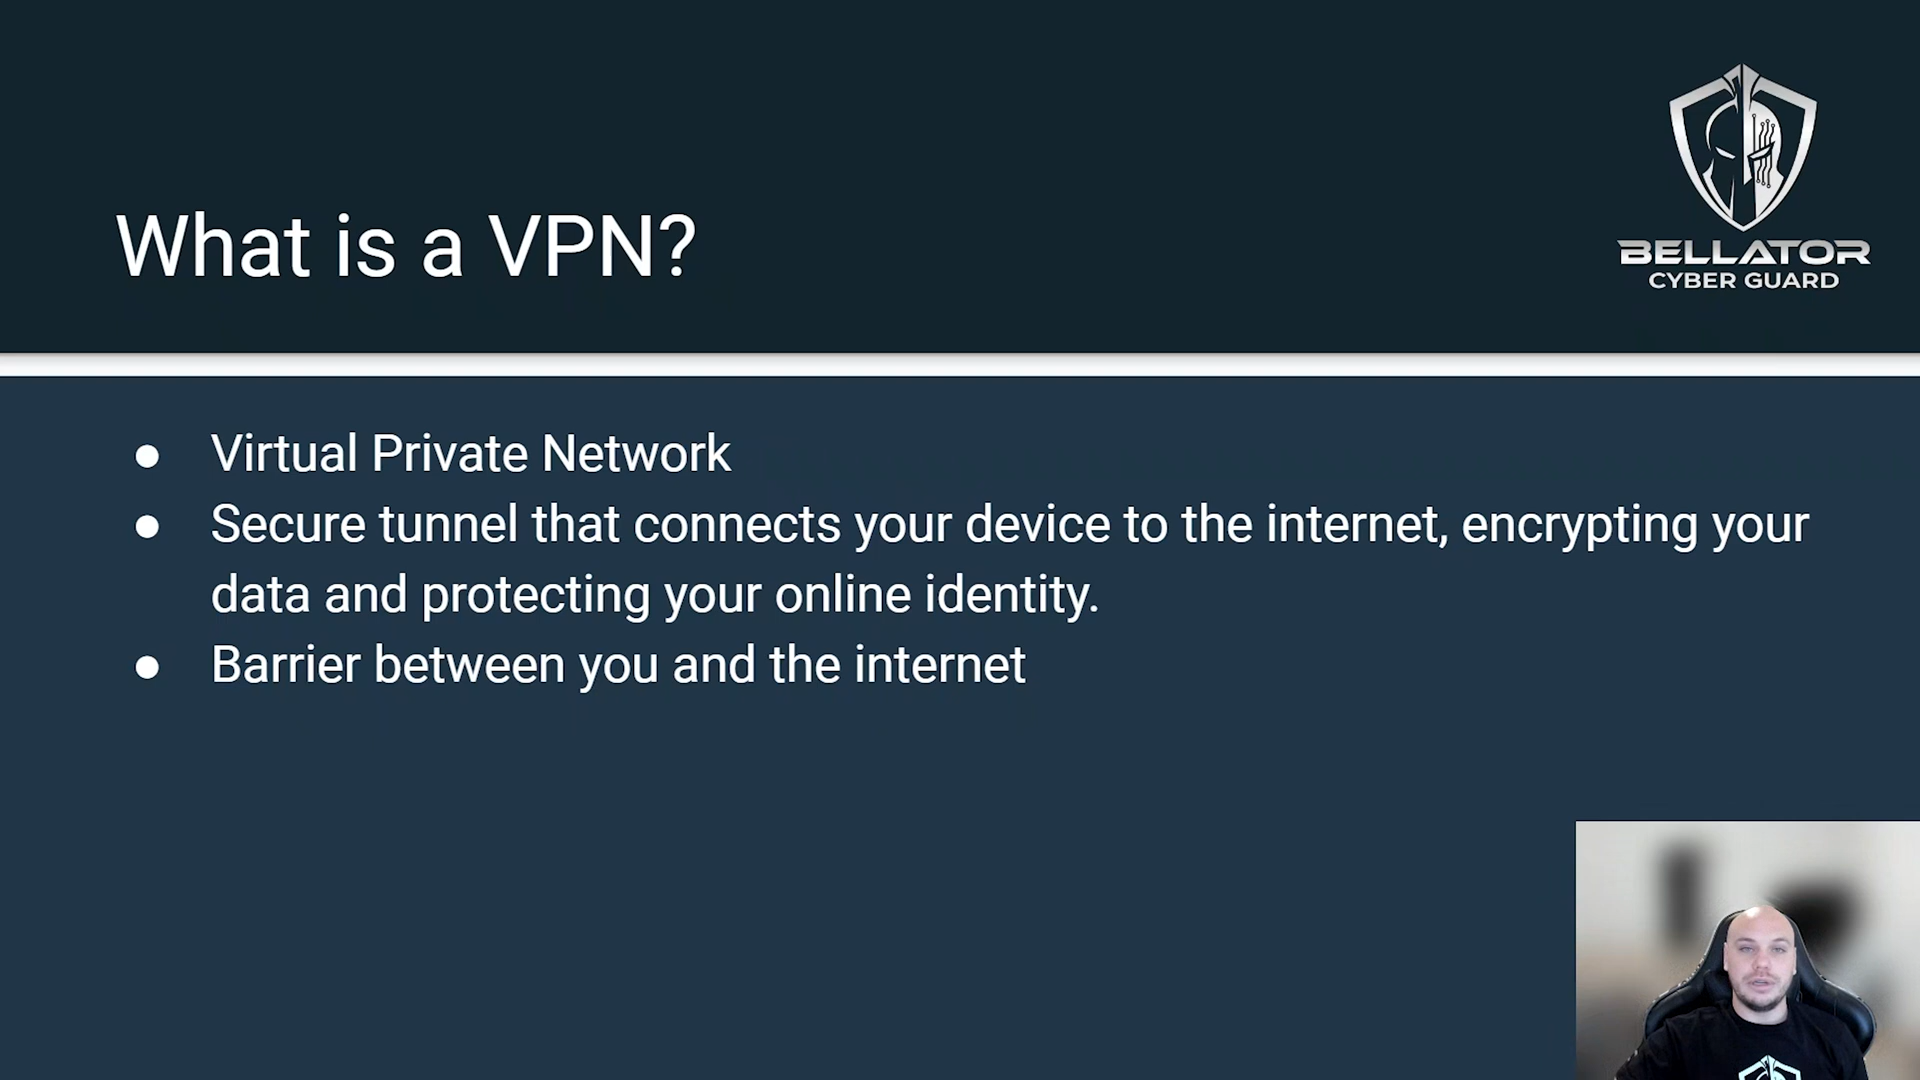 What is a VPN?
BELLATOR
CYBER GUARD
● Virtual Private Network
● Secure tunnel that connects your device to the internet, encrypting your
data and protecting your online identity.
● Barrier between you and the internet